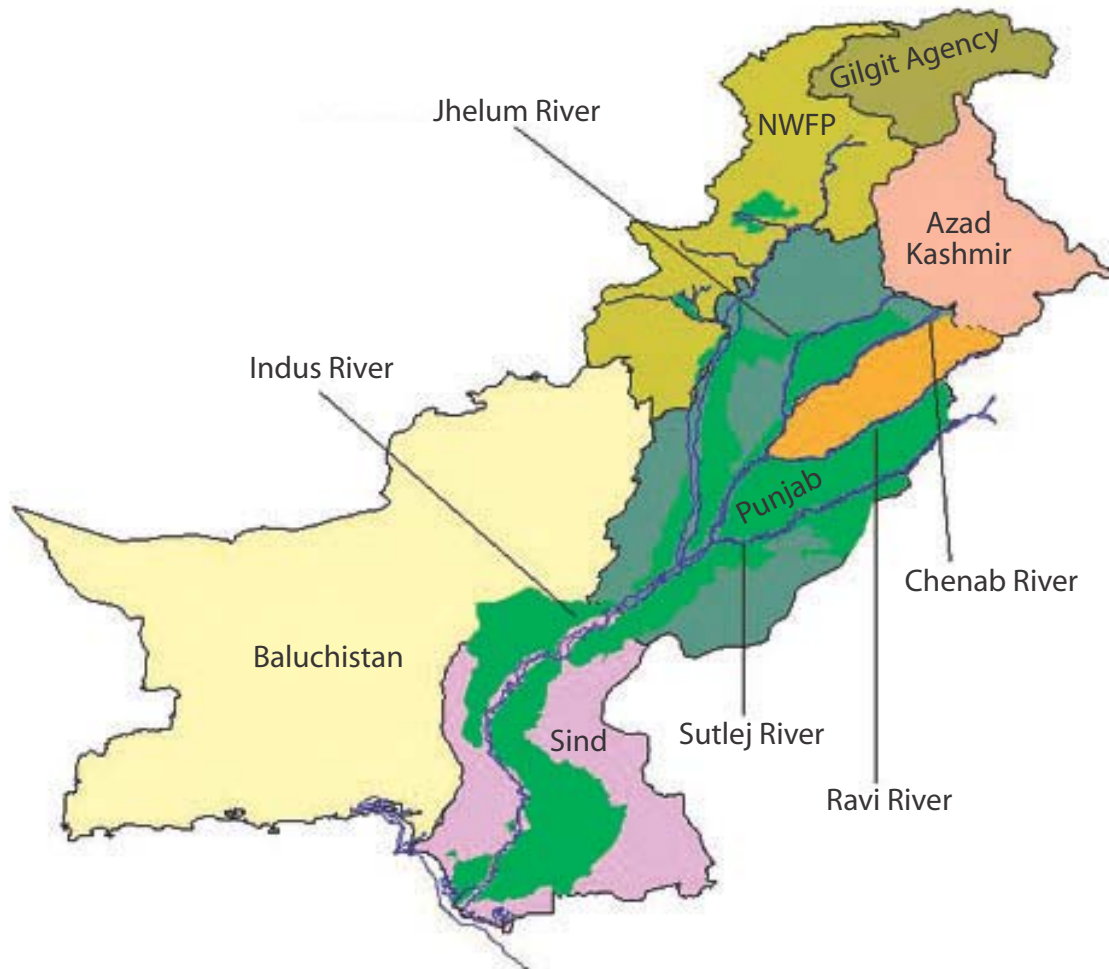 Gilgit Agency
Jhelum River
NWFP
Azad
Kashmir
Indus River
Punjab
Chenab River
Baluchistan
Sutlej River
Sind
Ravi River